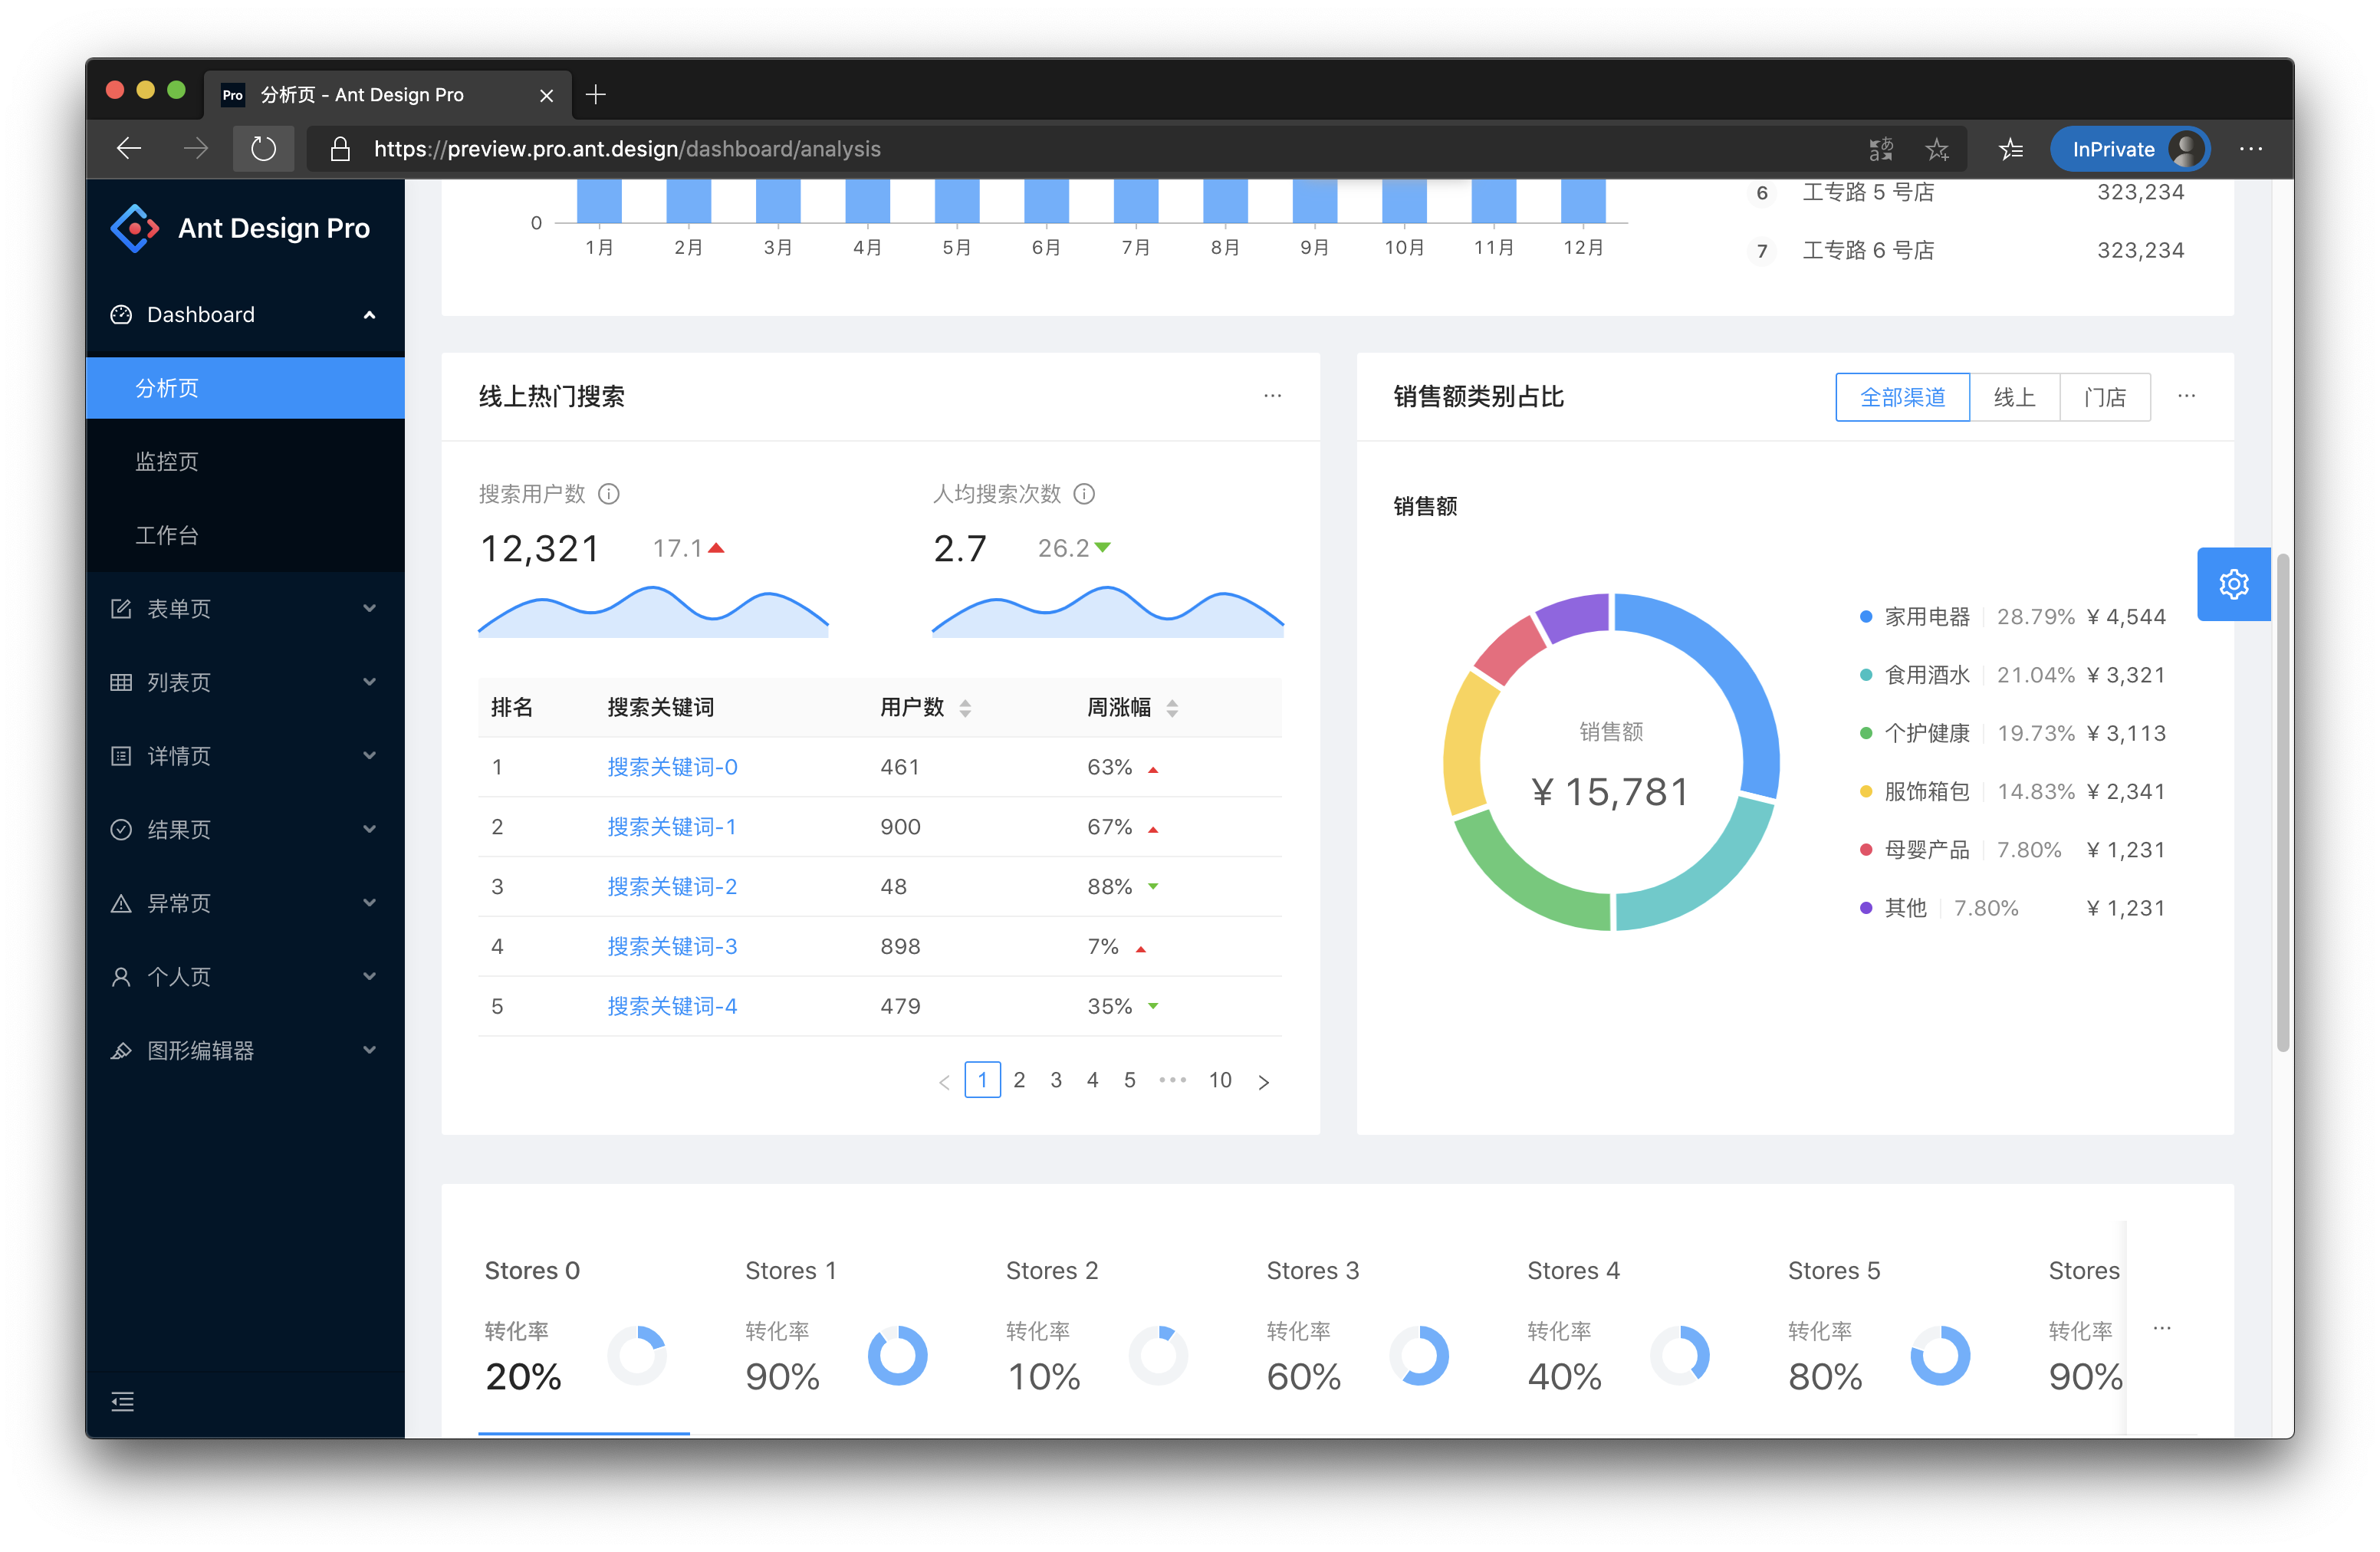 Pro 分析页 - Ant Design Pro
https://preview.pro.ant.design/dashboard/analysis
InPrivate
Ant Design Pro
Dashboard
分析页
监控页
工作台
表单页
列表页
详情页
结果页
异常页
个人页
图形编辑器
0
1月 2月 3月 4月 5月 6月 7月 8月 9月 10月 11月 12月
6 工专路 5 号店 323,234
7 工专路 6 号店 323,234
线上热门搜索
搜索用户数
12,321 17.1
人均搜索次数
2.7 26.2
排名 搜索关键词 用户数 周涨幅
1 搜索关键词-0 461 63%
2 搜索关键词-1 900 67%
3 搜索关键词-2 48 88%
4 搜索关键词-3 898 7%
5 搜索关键词-4 479 35%
< 1 2 3 4 5 ••• 10 >
销售额类别占比
全部渠道 线上 门店
销售额
销售额
¥ 15,781
家用电器 28.79% ¥ 4,544
食用酒水 21.04% ¥ 3,321
个护健康 19.73% ¥ 3,113
服饰箱包 14.83% ¥ 2,341
母婴产品 7.80% ¥ 1,231
其他 7.80% ¥ 1,231
Stores 0 Stores 1 Stores 2 Stores 3 Stores 4 Stores 5 Stores
转化率 转化率 转化率 转化率 转化率 转化率 转化率
20% 90% 10% 60% 40% 80% 90%